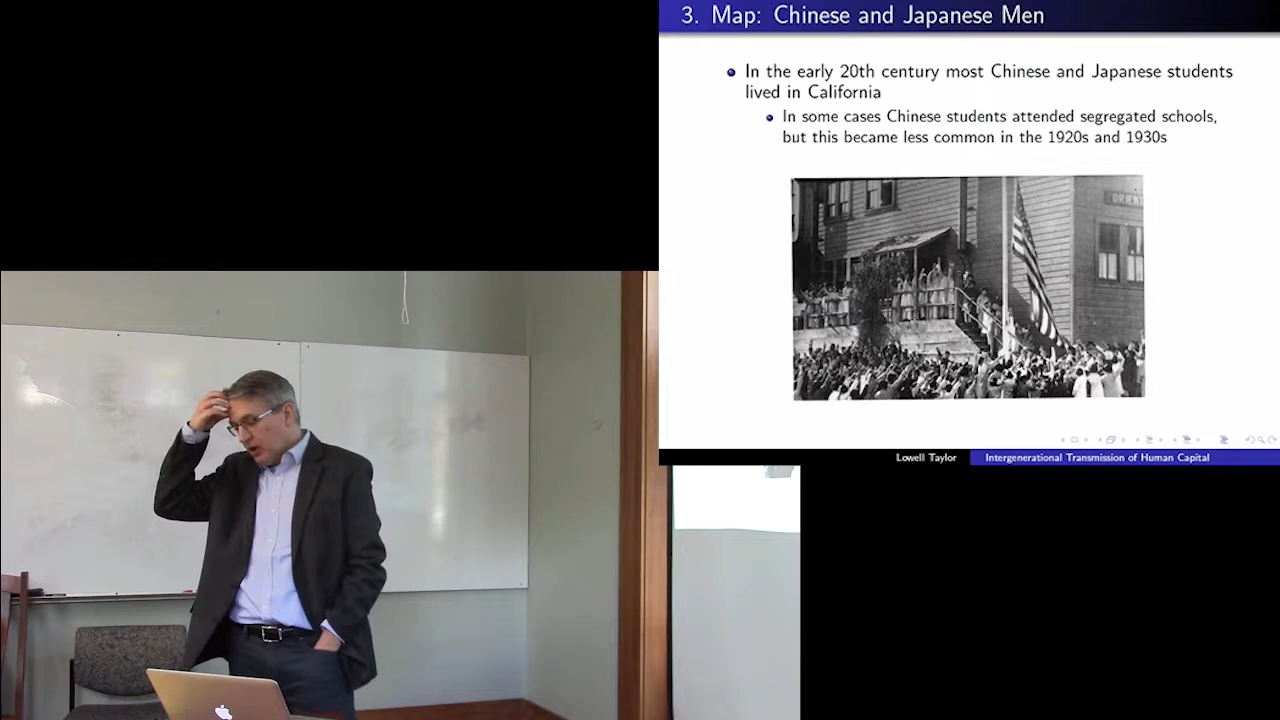 3. Map: Chinese and Japanese Men
In the early 20th century most Chinese and Japanese students
lived in California
In some cases Chinese students attended segregated schools,
but this became less common in the 1920s and 1930s
ORIENT
Lowell Taylor
Intergenerational Transmission of Human Capital